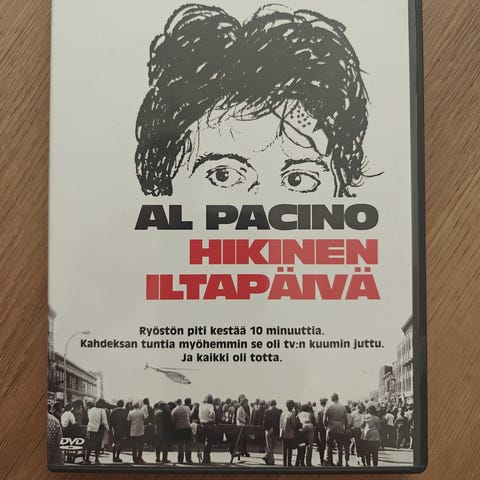 AL PACINO
HIKINEN
ILTAPÄIVÄ
Ryöstön piti kestää 10 minuuttia.
Kahdeksan tuntia myöhemmin se oli tv:n kuumin juttu.
Ja kaikki oli totta.
DVD